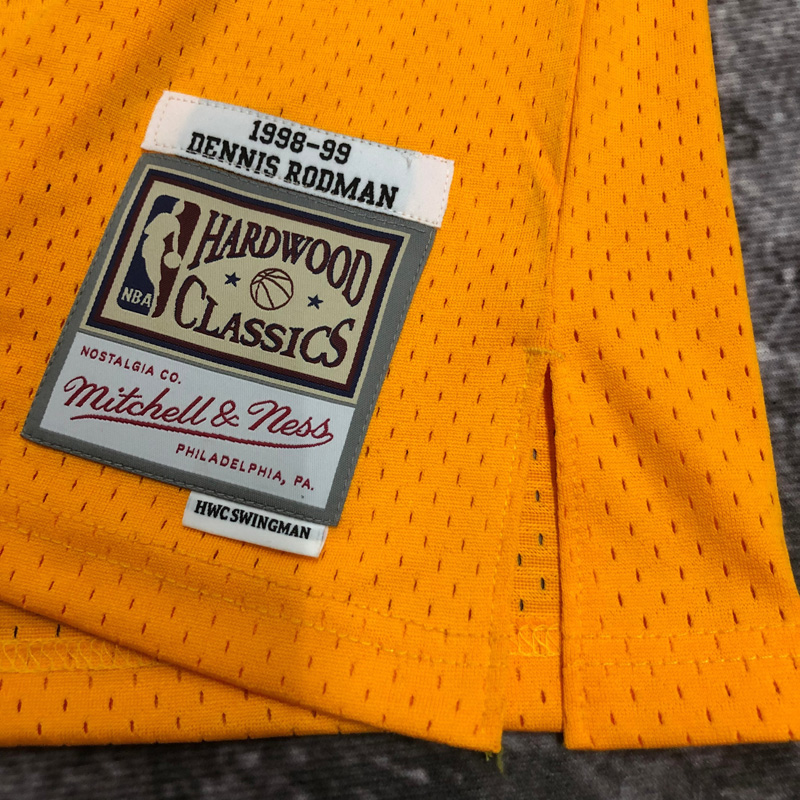 1998-99
DENNIS RODMAN
HARDWOOD
NBA
CLASSICS
NOSTALGIA CO.
Mitchell & Ness
PHILADELPHIA, PA.
HWC SWINGMAN